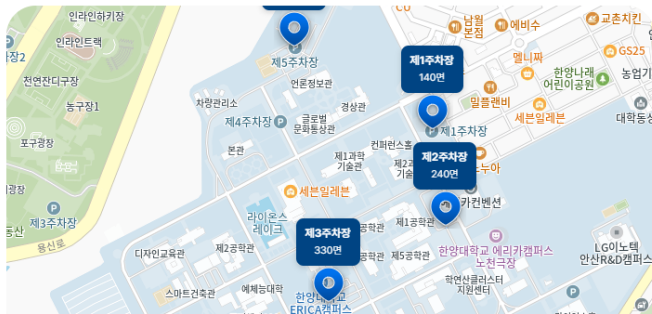 인라인하키장
인라인트랙
주차장2
천연잔디구장
농구장1
포구광장
제3주차장
용신로
제5주차장
언론정보관
차량관리소
경상관
제4주차장
글로벌
문화통상관
본관
제1과학
기술관
컨퍼런스홀
세븐일레븐
라이온스
레이크
디자인교육관
제2공학관
스마트건축관
예체능대학
제3주차장
330면
한양대학교
ERICA캠퍼스
공학관
공학관
제1공학관
제5공학관
학연산클러스터
지원센터
제1주차장
140면
제1주차장
제2주차장
240면
컨벤션
한양대학교 에리카캠퍼스
노천극장
LG이노텍
안산R&D캠퍼스
남월
본점
에비수
교촌치킨
GS25
멜니짜
한양나래
어린이공원
밀플랜비
세븐일레븐
농업기
대학동
누아